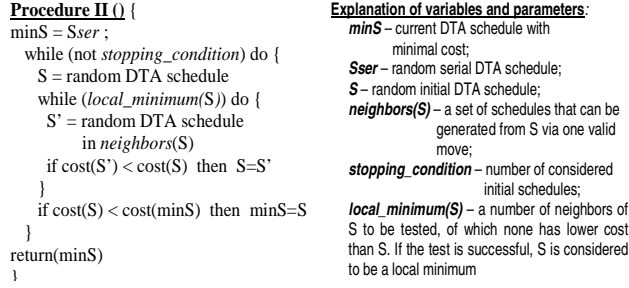 Procedure II () {
minS = Sser ;
while (not stopping_condition) do {
S = random DTA schedule
while (local_minimum(S)) do {
S’ = random DTA schedule
in neighbors(S)
if cost(S’) < cost(S) then S=S’
}
if cost(S) < cost(minS) then minS=S
}
return(minS)
}
Explanation of variables and parameters:
minS – current DTA schedule with
minimal cost;
Sser – random serial DTA schedule;
S – random initial DTA schedule;
neighbors(S) – a set of schedules that can be
generated from S via one valid
move;
stopping_condition – number of considered
initial schedules;
local_minimum(S) – a number of neighbors of
S to be tested, of which none has lower cost
than S. If the test is successful, S is considered
to be a local minimum